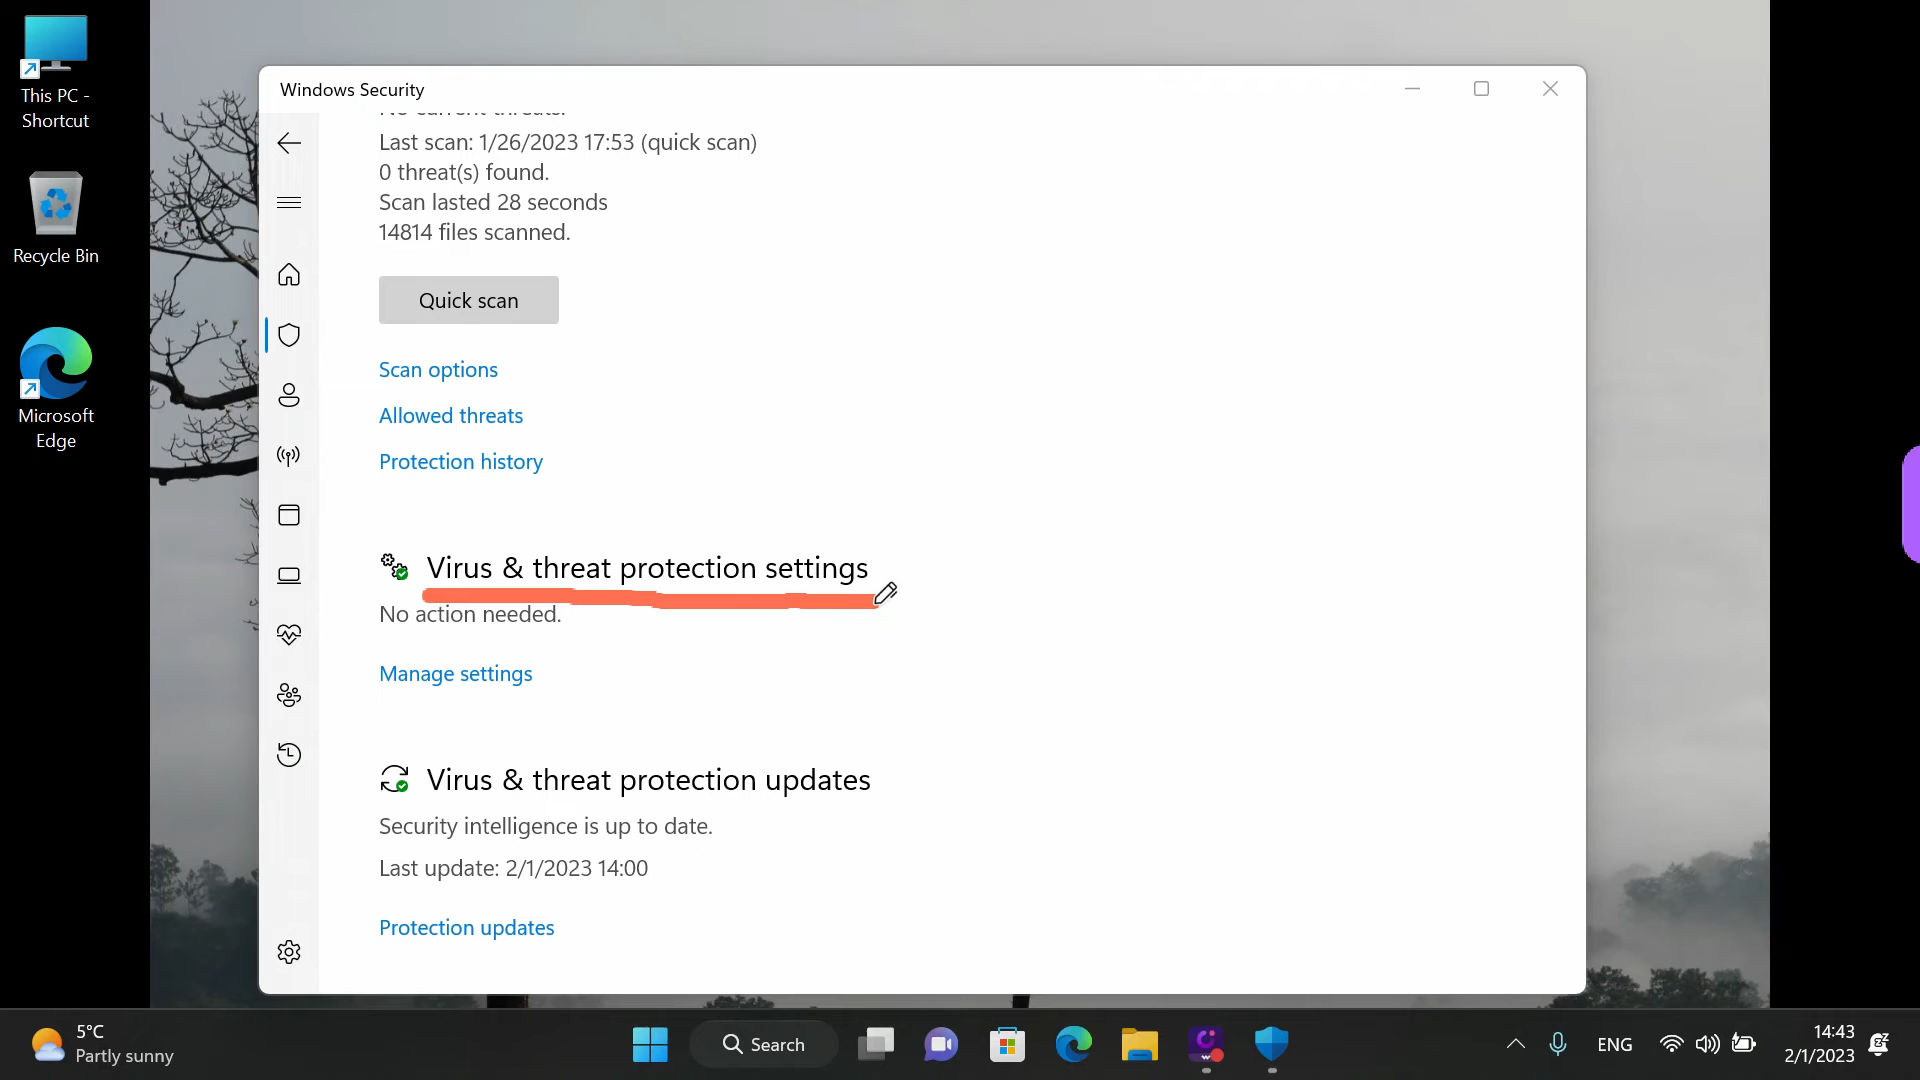 This PC -
Shortcut
Recycle Bin
Microsoft
Edge
Windows Security
No current threats.
Last scan: 1/26/2023 17:53 (quick scan)
0 threat(s) found.
Scan lasted 28 seconds
14814 files scanned.
Quick scan
Scan options
Allowed threats
Protection history
Virus & threat protection settings
No action needed.
Manage settings
Virus & threat protection updates
Security intelligence is up to date.
Last update: 2/1/2023 14:00
Protection updates
5°C
Partly sunny
Search
ENG
14:43
2/1/2023